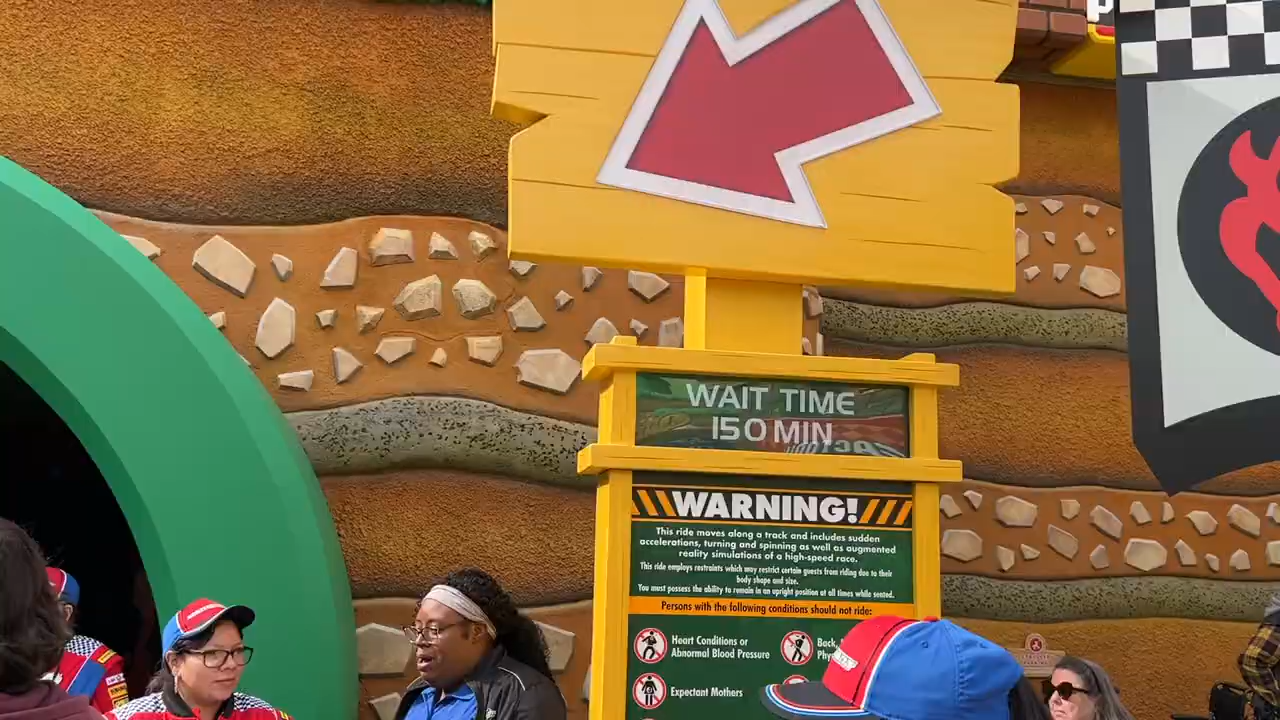 WAIT TIME
150 MIN
WARNING!
This ride moves along a track and includes sudden
accelerations, turning and spinning as well as augmented
reality simulations of a high-speed race.
This ride employs restraints which may restrict certain guests from riding due to their
body shape and size.
You must possess the ability to remain in an upright position at all times while seated.
Persons with the following conditions should not ride:
Heart Conditions or
Abnormal Blood Pressure
Back,
Expectant Mothers